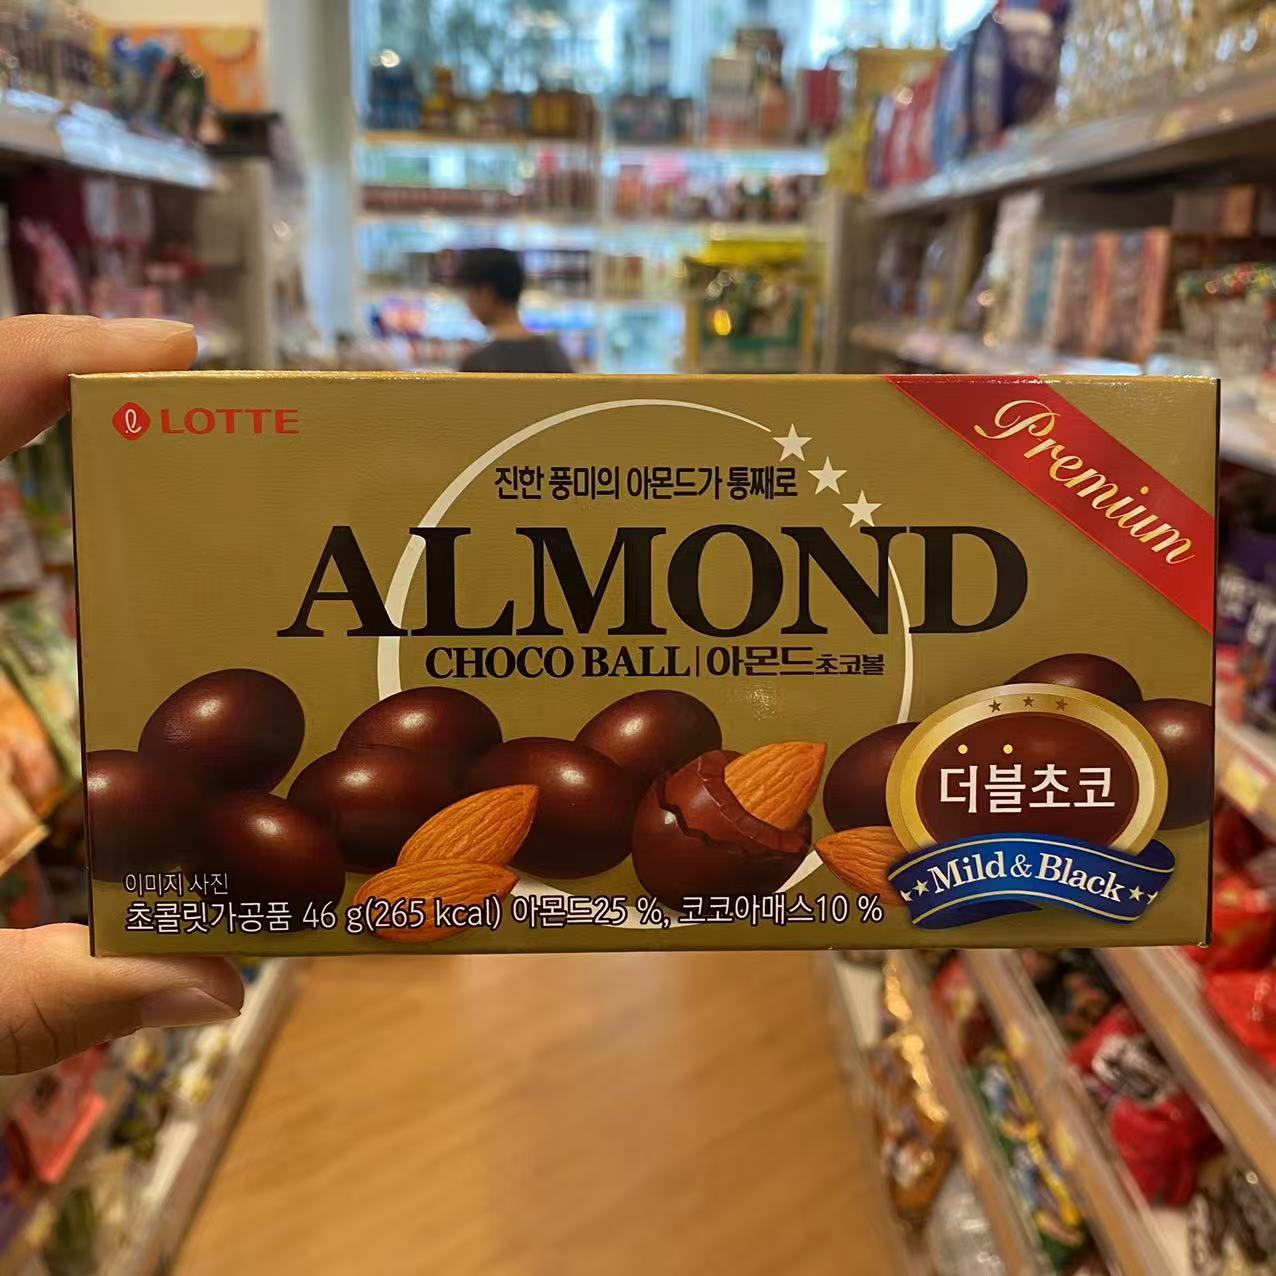 LOTTE
Premium
진한 풍미의 아몬드가 통째로
ALMOND
CHOCO BALL | 아몬드초코볼
더블초코
Mild & Black
이미지 사진
초콜릿가공품 46 g(265 kcal) 아몬드25 %, 코코아매스10 %